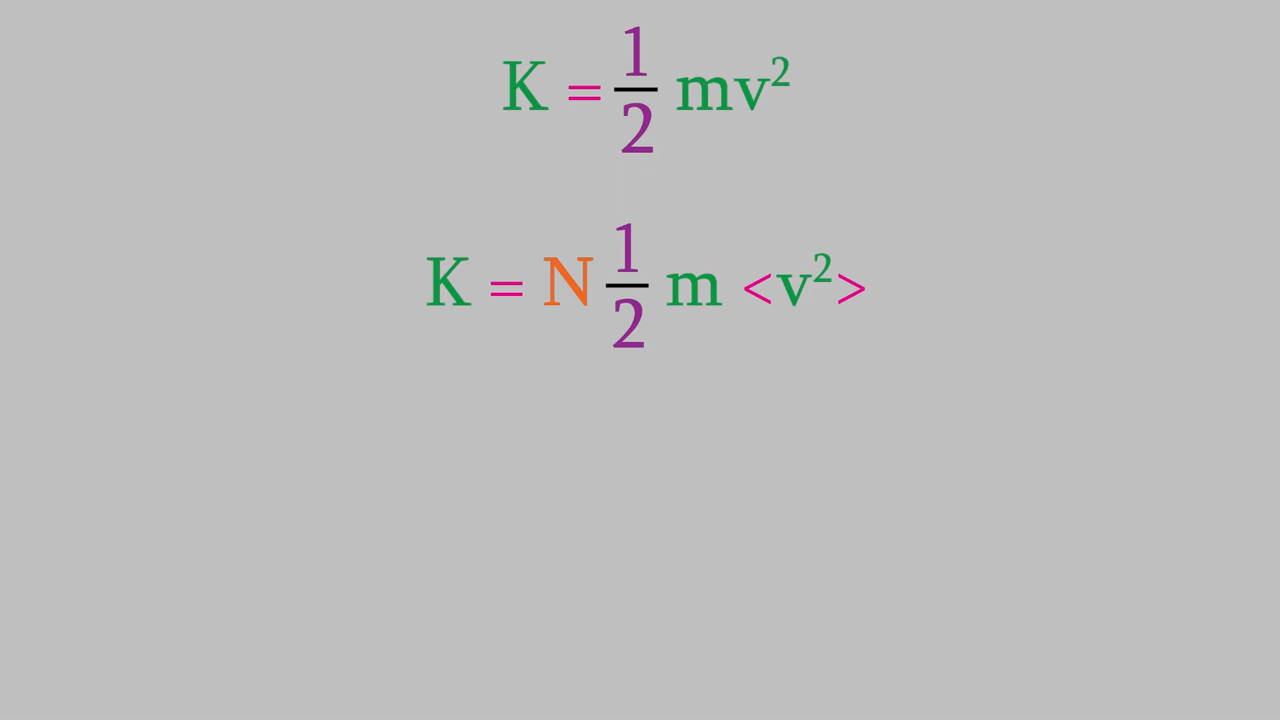 K = 1/2 mv²
K = N 1/2 m <v²>